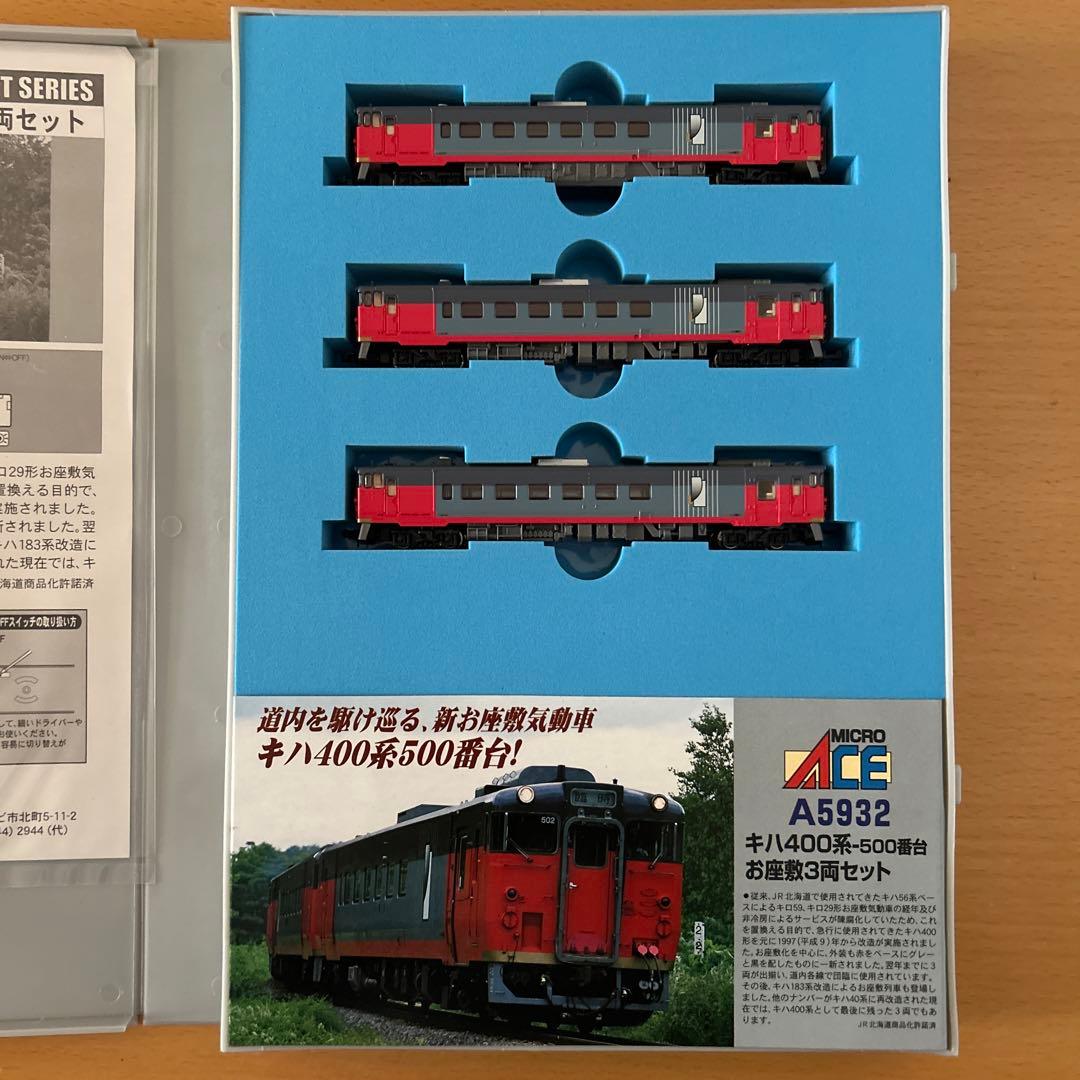 T SERIES
両セット
N⇔OFF)
ロ29形お座敷気
置換える目的で、
実施されました。
新されました。翌
キハ183系改造に
れた現在では、キ
海道商品化許諾済
FFスイッチの取り扱い方
F
して、細いドライバーや
お使いください。
容易に切り替えが
ど市北町5-11-2
44) 2944 (代)
道内を駆け巡る、新お座敷気動車
キハ400系500番台!
502
臨時
MICRO
ACE
A5932
キハ400系-500番台
お座敷3両セット
●従来、JR北海道で使用されてきたキハ56系ベー
スによるキロ59、キロ29形お座敷気動車の経年及び
非冷房によるサービスが陳腐化していたため、これ
を置換える目的で、急行に使用されてきたキハ400
形を元に1997(平成9)年から改造が実施されまし
た。お座敷化を中心に、外装も赤をベースにグレー
と黒を配したものに一新されました。翌年までに3
両が出揃い、道内各線で団臨に使用されています。
その後、キハ183系改造によるお座敷列車も登場し
ました。他のナンバーがキハ40系に再改造された現
在では、キハ400系として最後に残った3両でもあ
ります。
JR北海道商品化許諾済